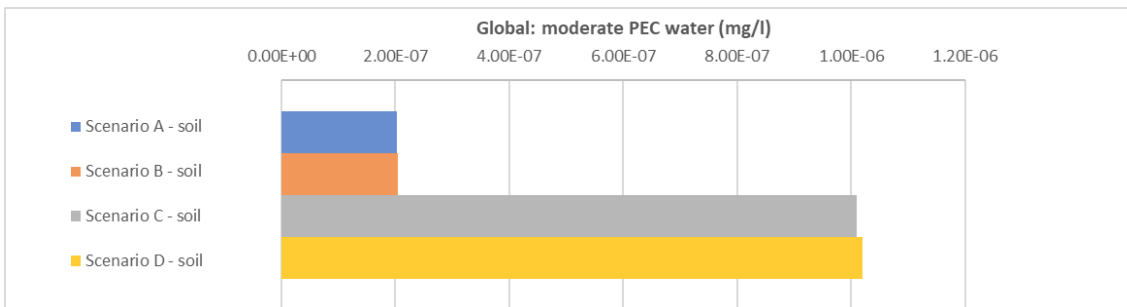 Global: moderate PEC water (mg/l)
0.00E+00 2.00E-07 4.00E-07 6.00E-07 8.00E-07 1.00E-06 1.20E-06
Scenario A - soil
Scenario B - soil
Scenario C - soil
Scenario D - soil